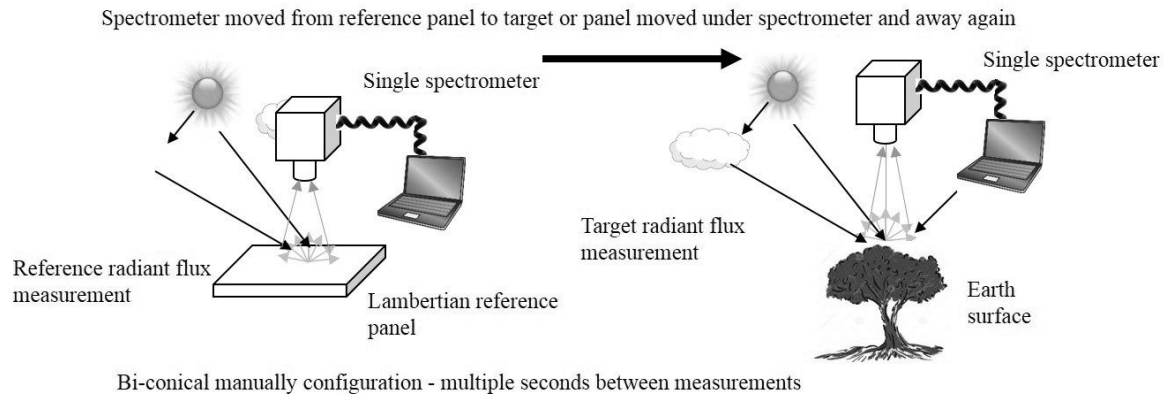 Spectrometer moved from reference panel to target or panel moved under spectrometer and away again
Single spectrometer
Reference radiant flux
measurement
Lambertian reference
panel
Single spectrometer
Target radiant flux
measurement
Earth
surface
Bi-conical manually configuration - multiple seconds between measurements